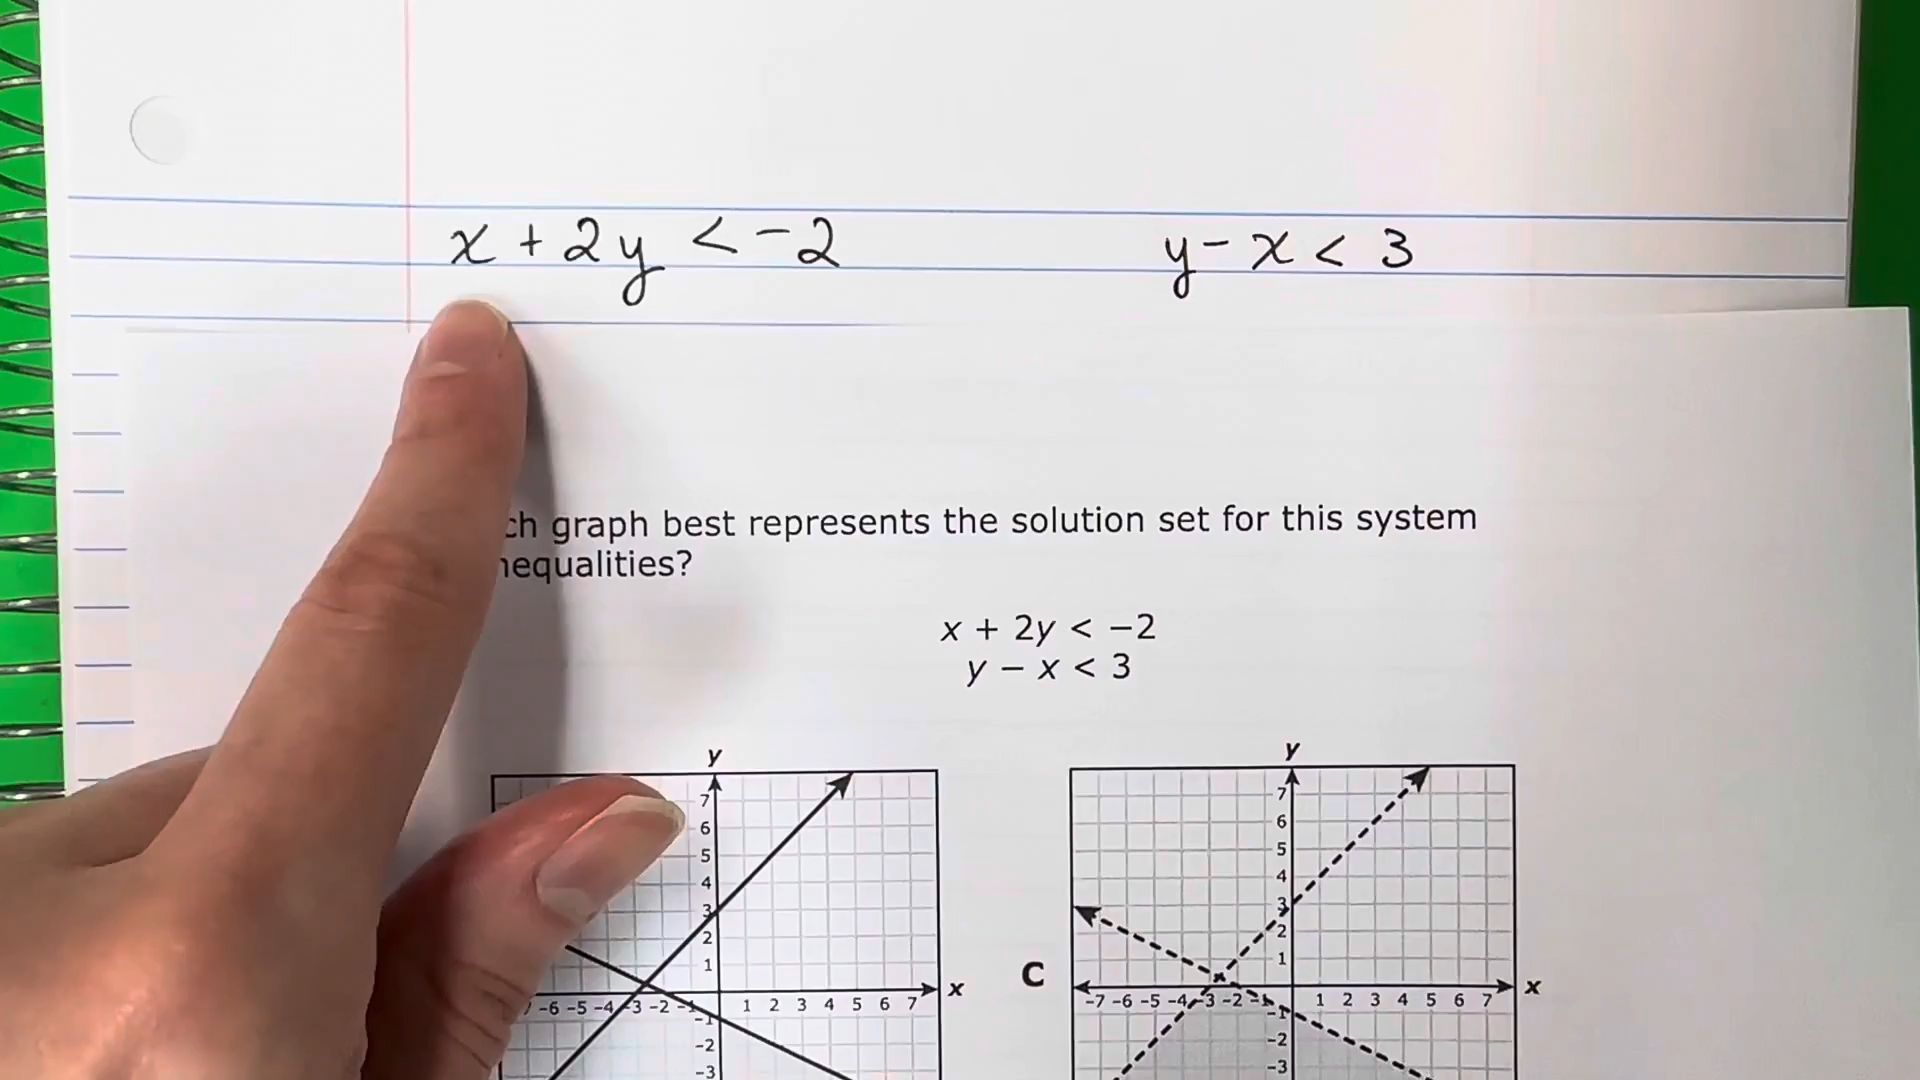 x + 2y < -2
y - x < 3
graph best represents the solution set for this system
x + 2y < −2
y − x < 3
y
7
6
5
4
3
2
1
-6 -5 -4 -3 -2 -1 1 2 3 4 5 6 7 x
-1
-2
-3
y
7
6
5
4
3
2
1
C
-7 -6 -5 -4 -3 -2 -1 1 2 3 4 5 6 7 x
-1
-2
-3